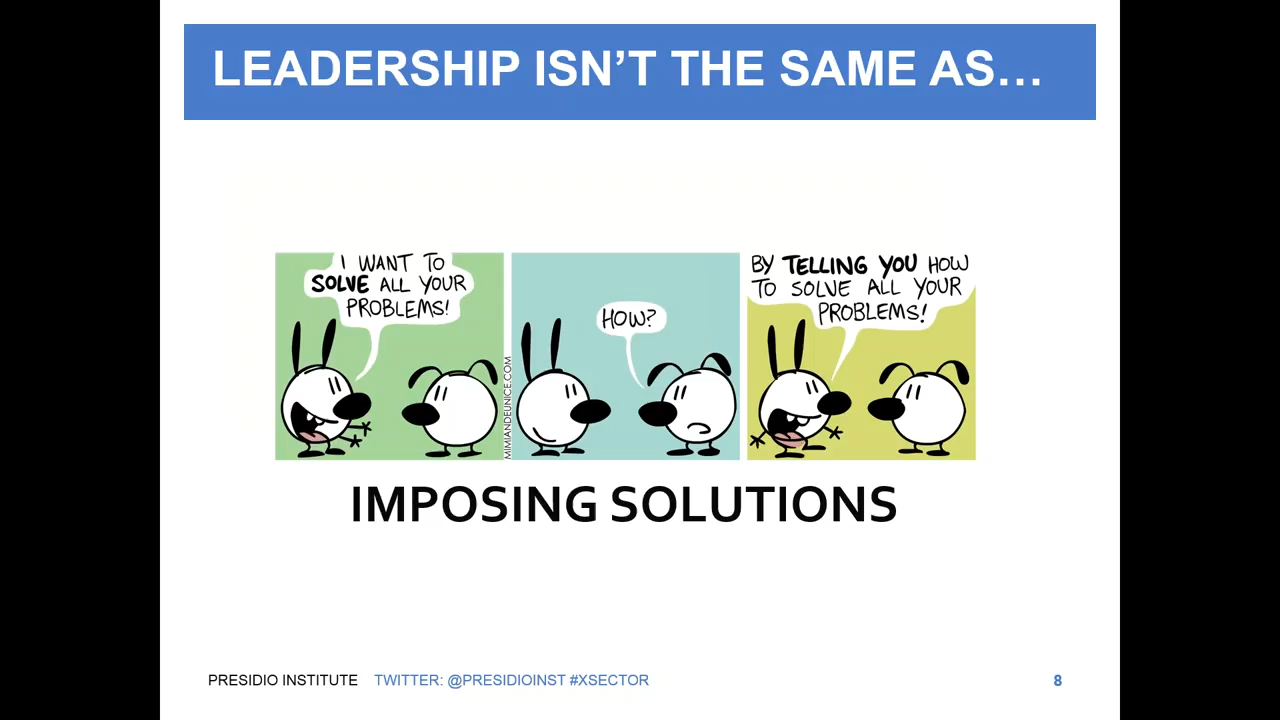 LEADERSHIP ISN’T THE SAME AS…
I WANT TO
SOLVE ALL YOUR
PROBLEMS!
MIMIANDEUNICE.COM
HOW?
BY TELLING YOU HOW
TO SOLVE ALL YOUR
PROBLEMS!
IMPOSING SOLUTIONS
PRESIDIO INSTITUTE TWITTER: @PRESIDIOINST #XSECTOR 8